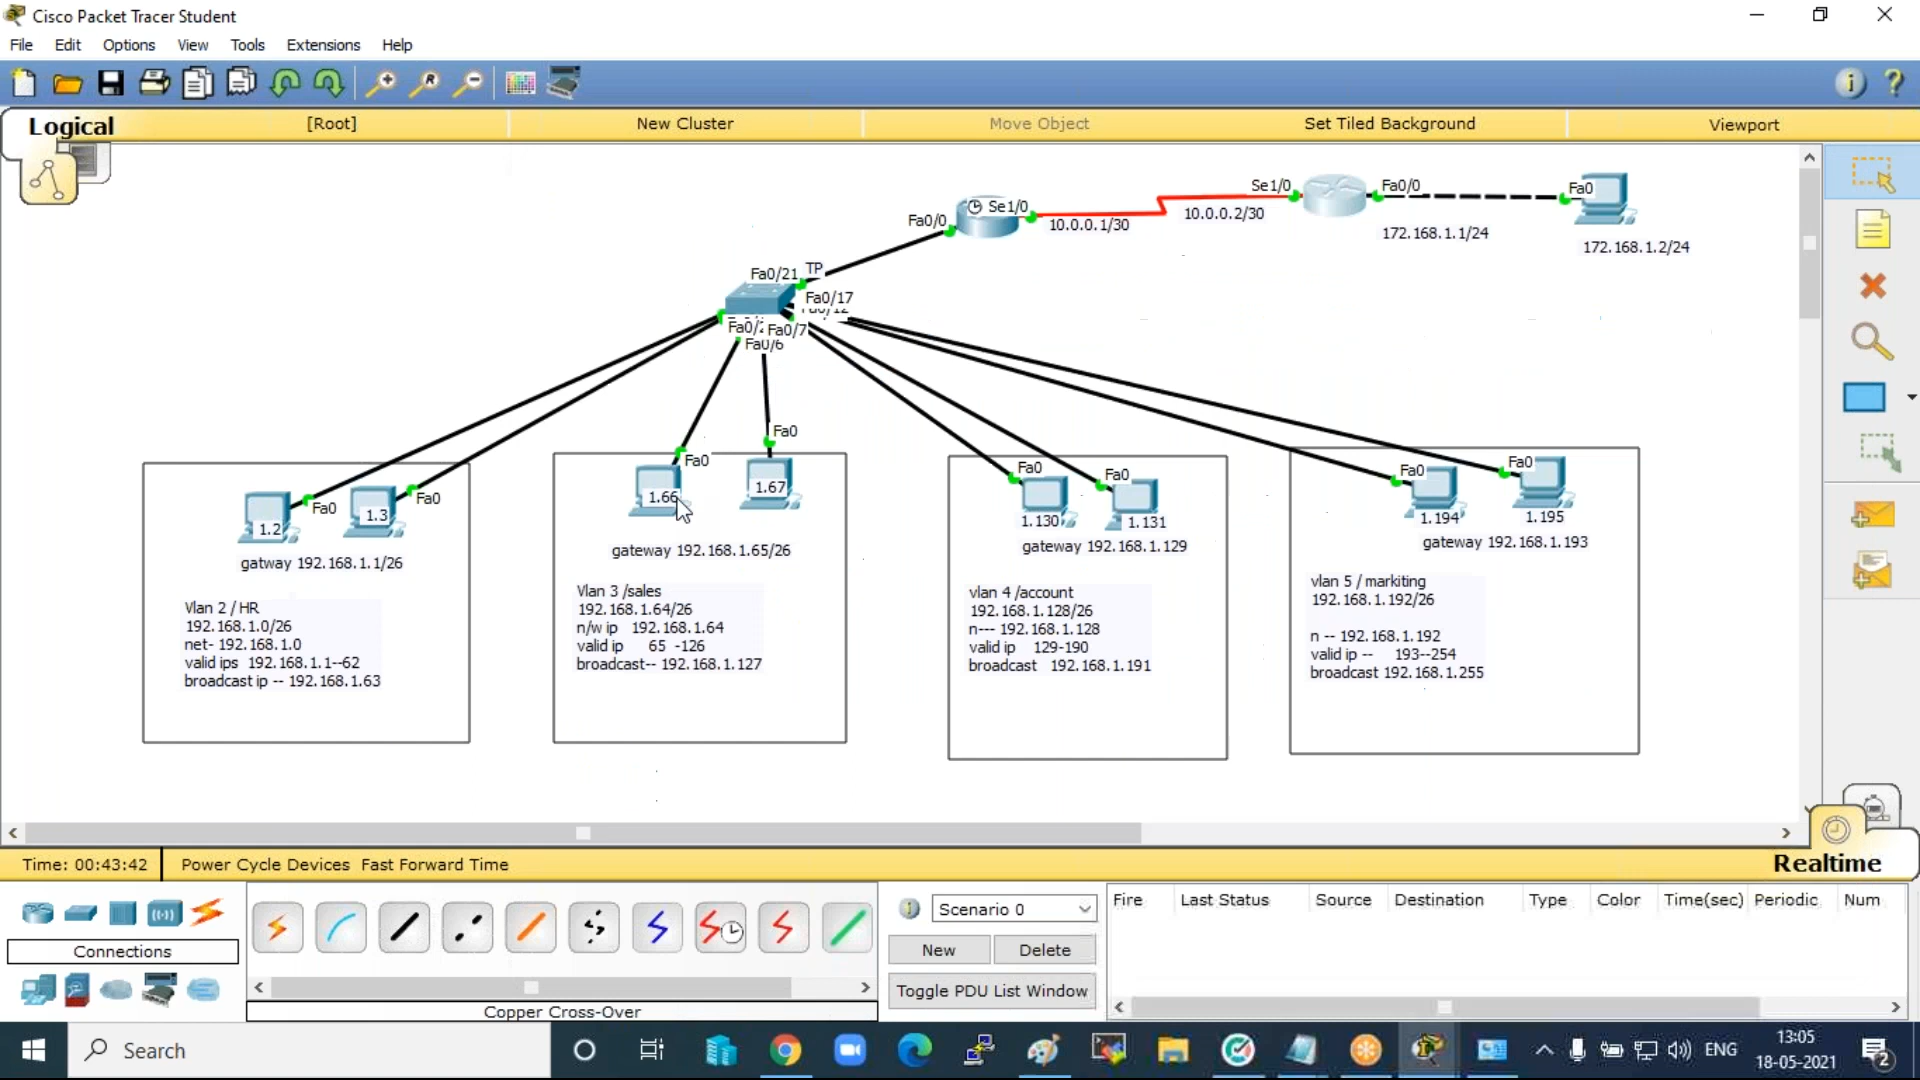 Cisco Packet Tracer Student
File Edit Options View Tools Extensions Help
Logical [Root] New Cluster Move Object Set Tiled Background Viewport
Fa0/0 Se1/0 10.0.0.1/30 10.0.0.2/30 Se1/0 Fa0/0 Fa0
172.168.1.1/24 172.168.1.2/24
Fa0/21 TP
Fa0/17
Fa0/7
Fa0/6
Fa0 Fa0 Fa0 Fa0 Fa0 Fa0 Fa0 Fa0
1.2 1.3 1.66 1.67 1.130 1.131 1.194 1.195
gatway 192.168.1.1/26
Vlan 2 / HR
192.168.1.0/26
net- 192.168.1.0
valid ips 192.168.1.1--62
broadcast ip -- 192.168.1.63
gateway 192.168.1.65/26
Vlan 3 /sales
192.168.1.64/26
n/w ip 192.168.1.64
valid ip 65 -126
broadcast-- 192.168.1.127
gateway 192.168.1.129
vlan 4 /account
192.168.1.128/26
n--- 192.168.1.128
valid ip 129-190
broadcast 192.168.1.191
gateway 192.168.1.193
vlan 5 / markiting
192.168.1.192/26
n -- 192.168.1.192
valid ip -- 193--254
broadcast 192.168.1.255
Time: 00:43:42 Power Cycle Devices Fast Forward Time Realtime
Connections
Copper Cross-Over
Scenario 0
New Delete
Toggle PDU List Window
Fire Last Status Source Destination Type Color Time(sec) Periodic Num
Search
ENG
13:05
18-05-2021
2